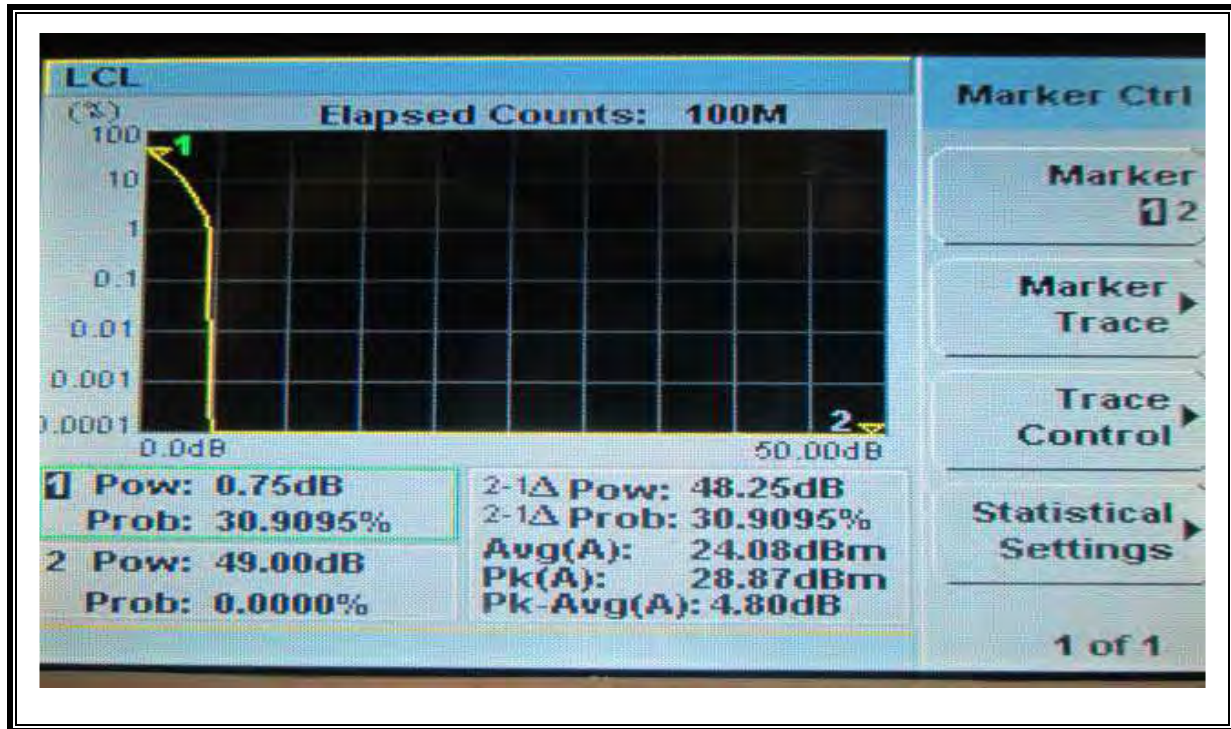 LCL
(%)
Elapsed Counts: 100M
100
1
10
1
0.1
0.01
0.001
0.0001
2
0.0dB
50.00dB
1 Pow: 0.75dB
Prob: 30.9095%
2 Pow: 49.00dB
Prob: 0.0000%
2-1Δ Pow: 48.25dB
2-1Δ Prob: 30.9095%
Avg(A): 24.08dBm
Pk(A): 28.87dBm
Pk-Avg(A): 4.80dB
Marker Ctrl
Marker
1 2
Marker
Trace
Trace
Control
Statistical
Settings
1 of 1